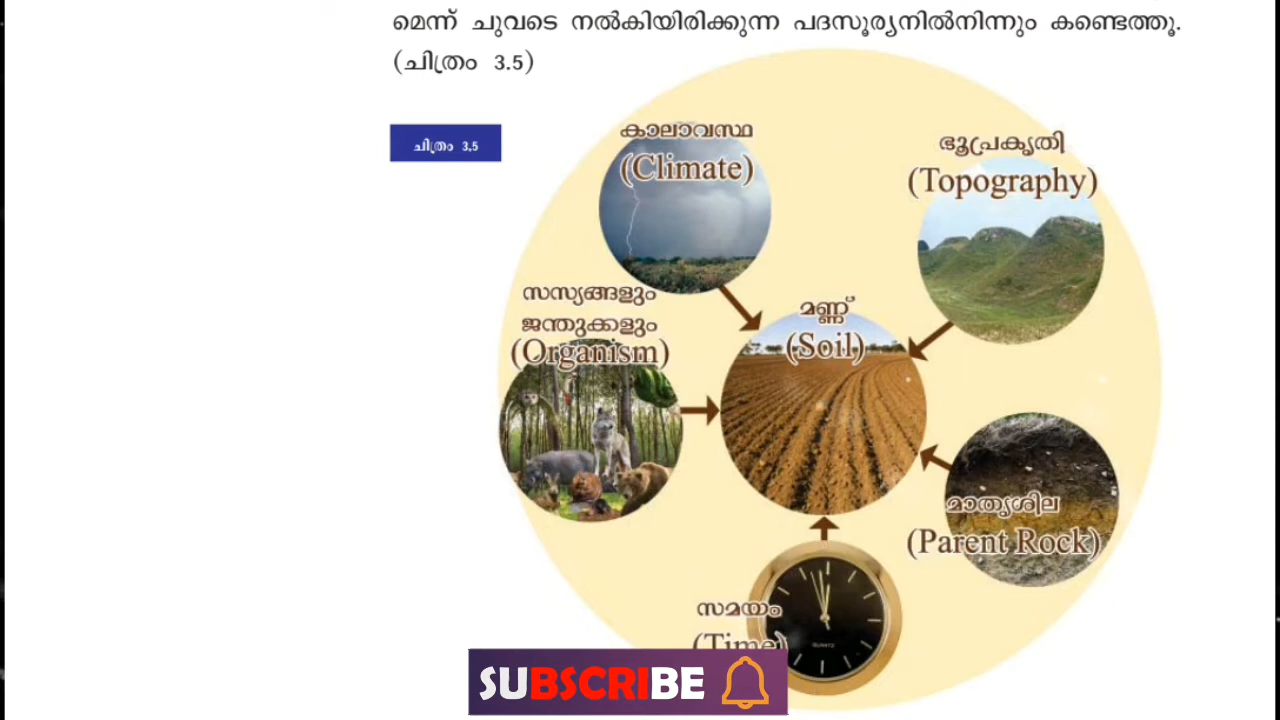 മെന്ന് ചുവടെ നൽകിയിരിക്കുന്ന പദസൂര്യനിൽനിന്നും കണ്ടെത്തൂ.
(ചിത്രം 3.5)
ചിത്രം 3.5
കാലാവസ്ഥ
(Climate)
ഭൂപ്രകൃതി
(Topography)
സസ്യങ്ങളും
ജന്തുക്കളും
(Organism)
മണ്ണ്
(Soil)
മാതൃശില
(Parent Rock)
സമയം
(Time)
QUARTZ
SUBSCRIBE